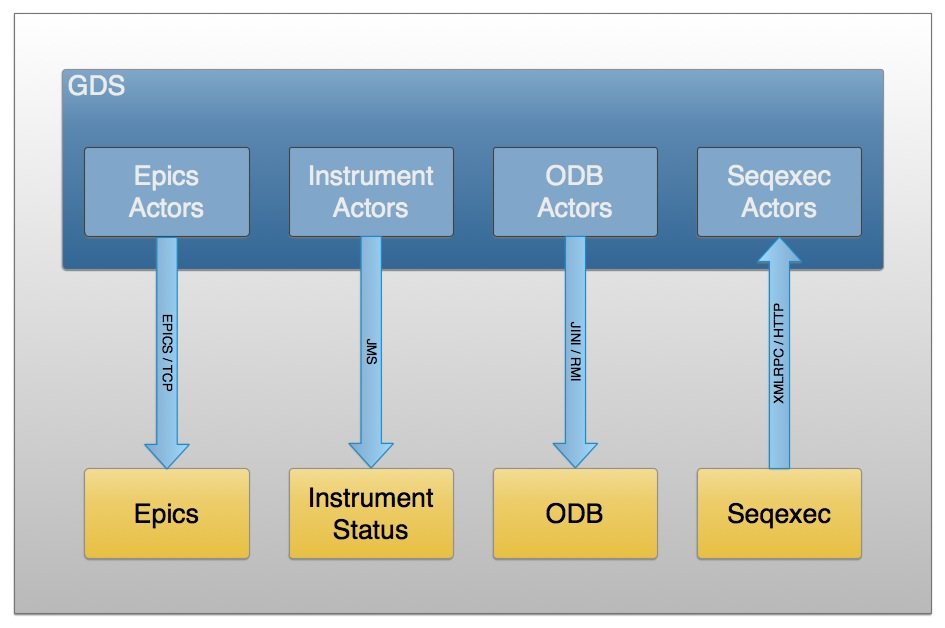 GDS
Epics
Actors
Instrument
Actors
ODB
Actors
Seqexec
Actors
EPICS / TCP
JMS
JINI / RMI
XMLRPC / HTTP
Epics
Instrument
Status
ODB
Seqexec